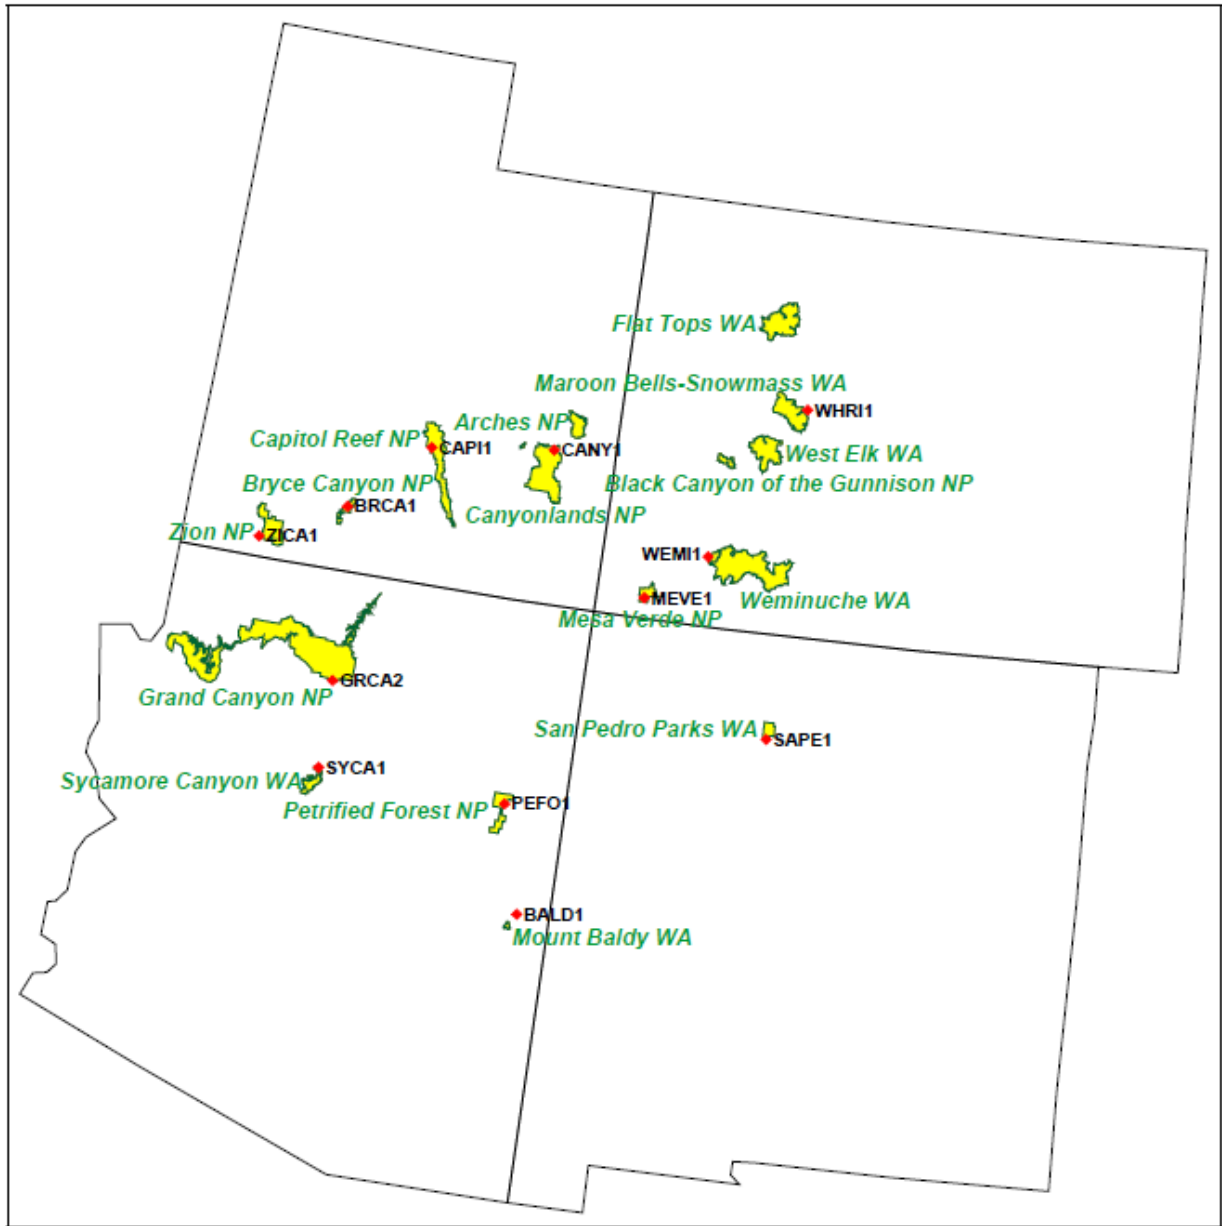 Flat Tops WA
Maroon Bells-Snowmass WA
WHRI1
Arches NP
Capitol Reef NP
CAPI1
CANY1
West Elk WA
Bryce Canyon NP
Black Canyon of the Gunnison NP
BRCA1
Canyonlands NP
Zion NP
ZICA1
WEMI1
MEVE1
Weminuche WA
Mesa Verde NP
GRCA2
Grand Canyon NP
San Pedro Parks WA
SAPE1
SYCA1
Sycamore Canyon WA
PEFO1
Petrified Forest NP
BALD1
Mount Baldy WA